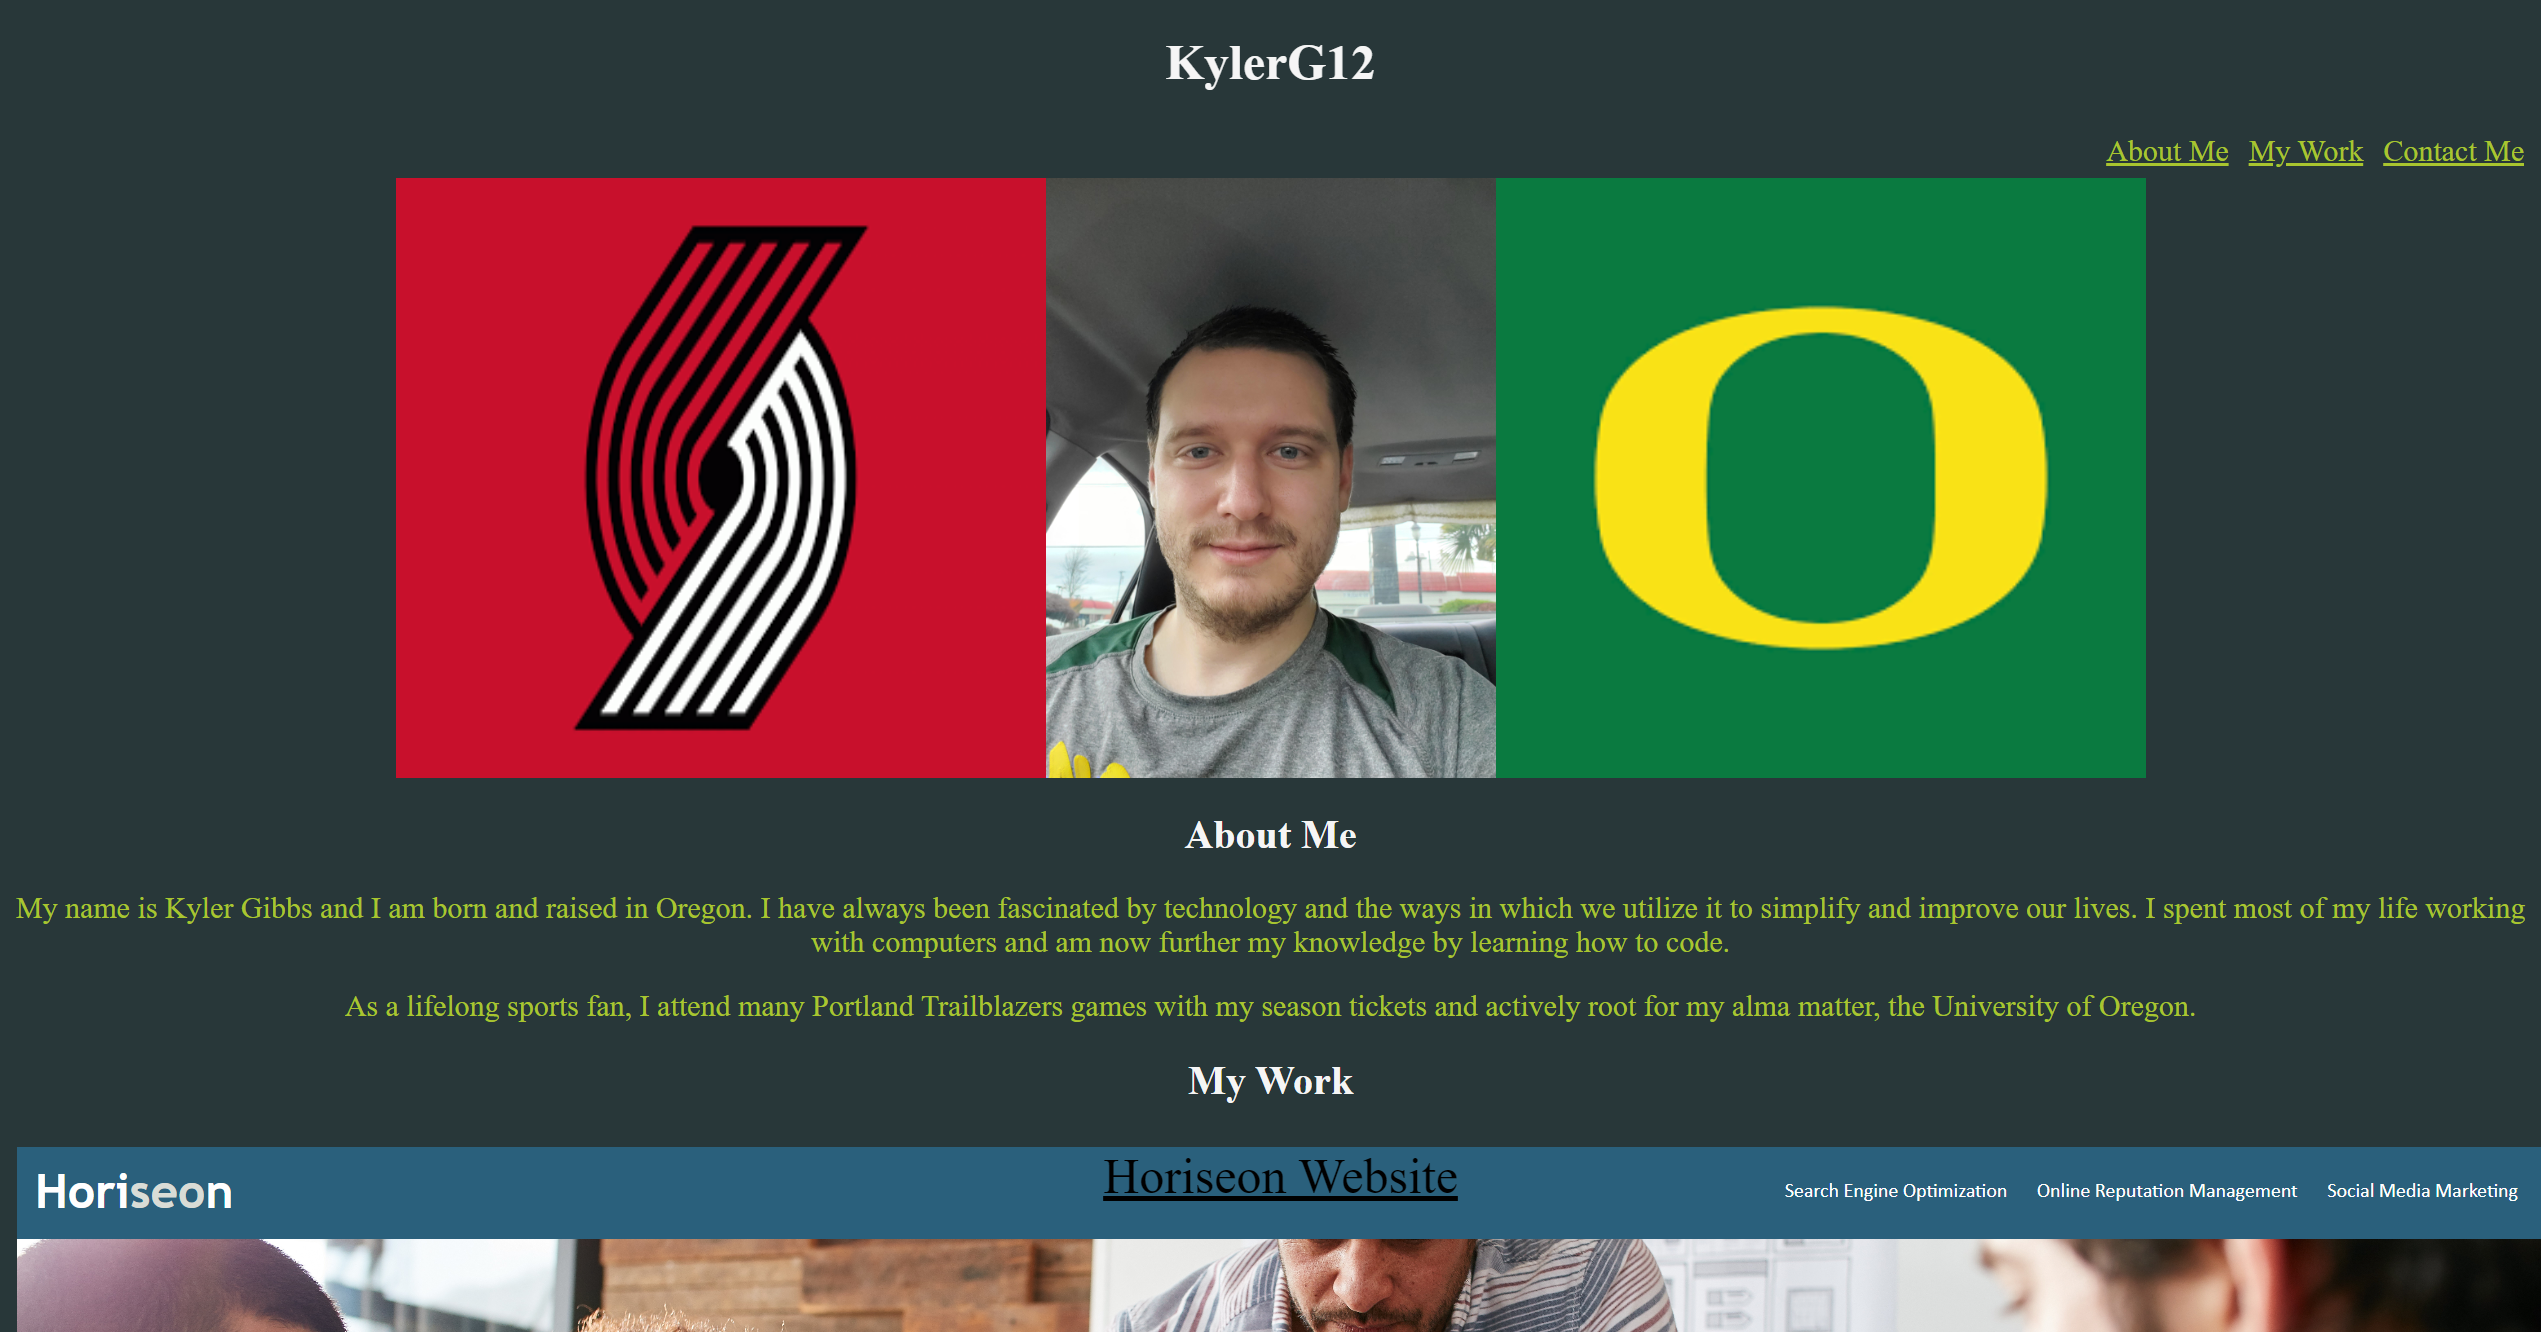 KylerG12
About Me My Work Contact Me
O
About Me
My name is Kyler Gibbs and I am born and raised in Oregon. I have always been fascinated by technology and the ways in which we utilize it to simplify and improve our lives. I spent most of my life working
with computers and am now further my knowledge by learning how to code.
As a lifelong sports fan, I attend many Portland Trailblazers games with my season tickets and actively root for my alma matter, the University of Oregon.
My Work
Horiseon
Horiseon Website
Search Engine Optimization Online Reputation Management Social Media Marketing